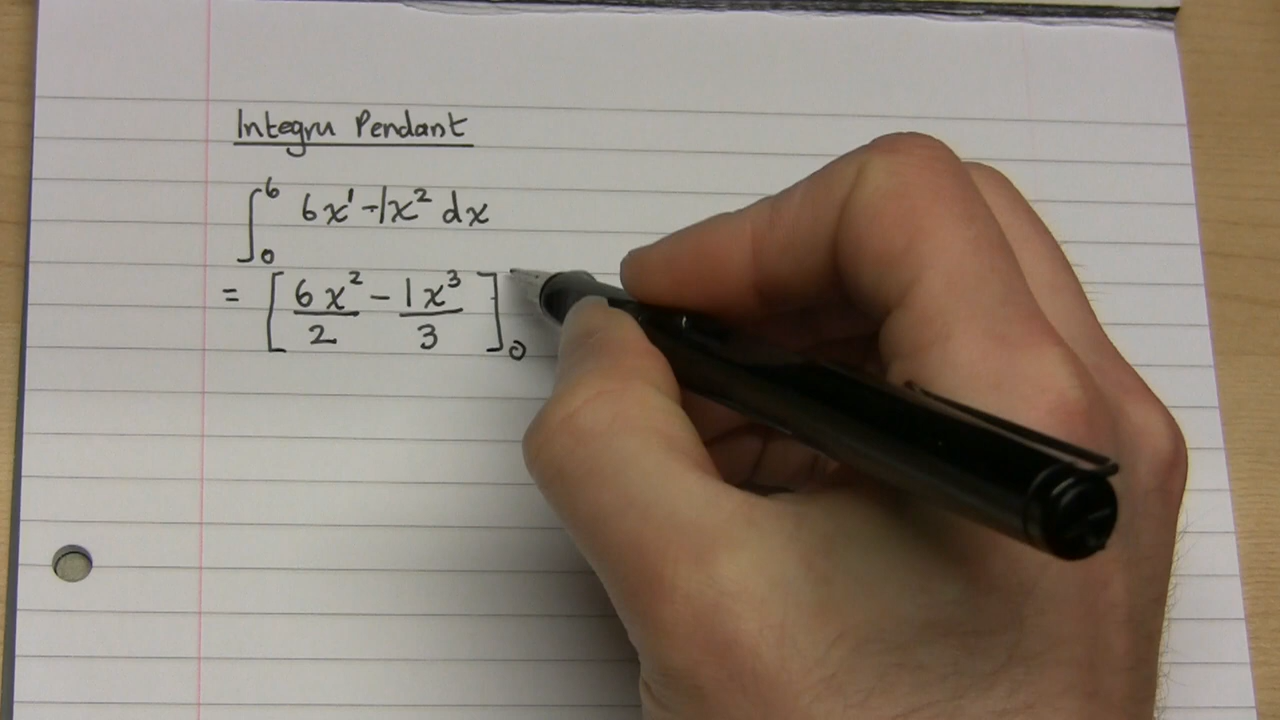 Integru Pendant
∫₀⁶ 6x¹ - 1x² dx
= [ 6x²/2 - 1x³/3 ]₀